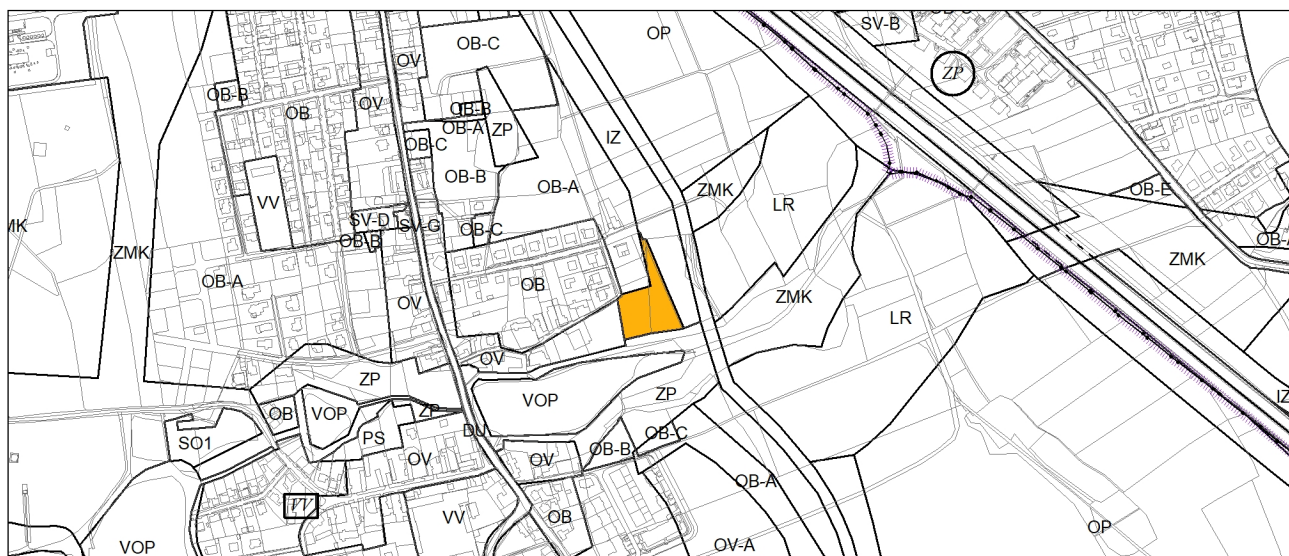 OB-C
OP
SV-B
OV
ZP
OB-B
OB
OV
OB-B
OB-A
ZP
OB-C
IZ
OB-B
OB-A
ZMK
LR
OB-E
VV
SV-D
SV-G
OB-C
OB-B
ZMK
OB-A
OB
OV
ZMK
ZMK
LR
OV
ZP
VOP
ZP
IZ
OB
VOP
ZP
SO1
PS
DU
OB-C
OV
OV
OB-B
OB-A
VV
VV
OB
OP
VOP
OV-A